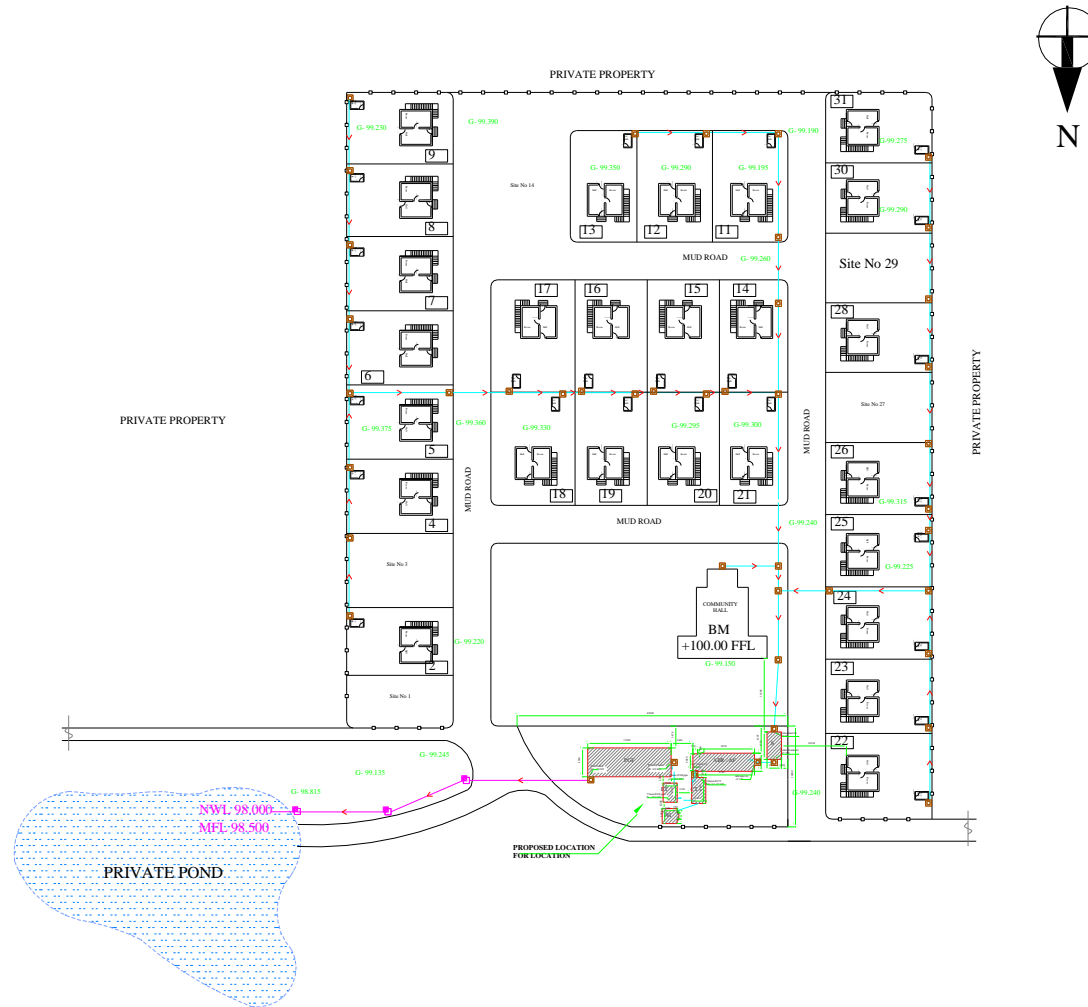 PRIVATE PROPERTY
N
31
G- 99.230
G- 99.390
G- 99.190
G- 99.275
9
Site No 14
G- 99.350
G- 99.290
G- 99.195
30
G-99.290
8
13
12
11
MUD ROAD
G- 99.260
Site No 29
7
17
16
15
14
28
6
PRIVATE PROPERTY
PRIVATE PROPERTY
G- 99.375
G- 99.360
G- 99.330
G- 99.295
G- 99.300
Site No 27
MUD ROAD
5
26
MUD ROAD
4
18
19
20
21
G-99.315
MUD ROAD
G- 99.240
25
Site No 3
G-99.225
24
COMMUNITY
HALL
BM
+100.00 FFL
G- 99.150
G- 99.220
2
23
Site No 1
22
G- 99.245
G- 99.135
PGF
G-99.240
G- 98.815
NWL 98.000
MFL 98.500
PROPOSED LOCATION
FOR LOCATION
PRIVATE POND